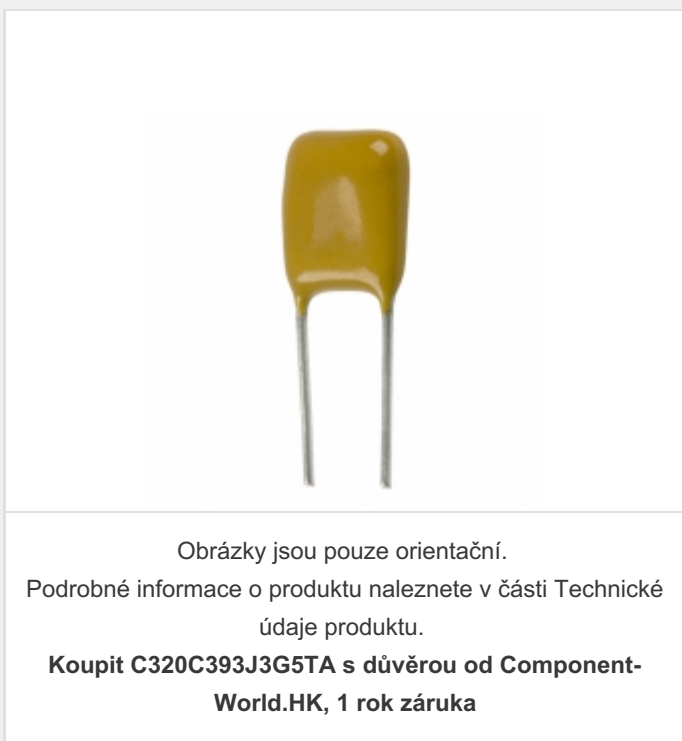 Obrázky jsou pouze orientační.
Podrobné informace o produktu naleznete v části Technické
údaje produktu.
Koupit C320C393J3G5TA s důvěrou od Component-
World.HK, 1 rok záruka